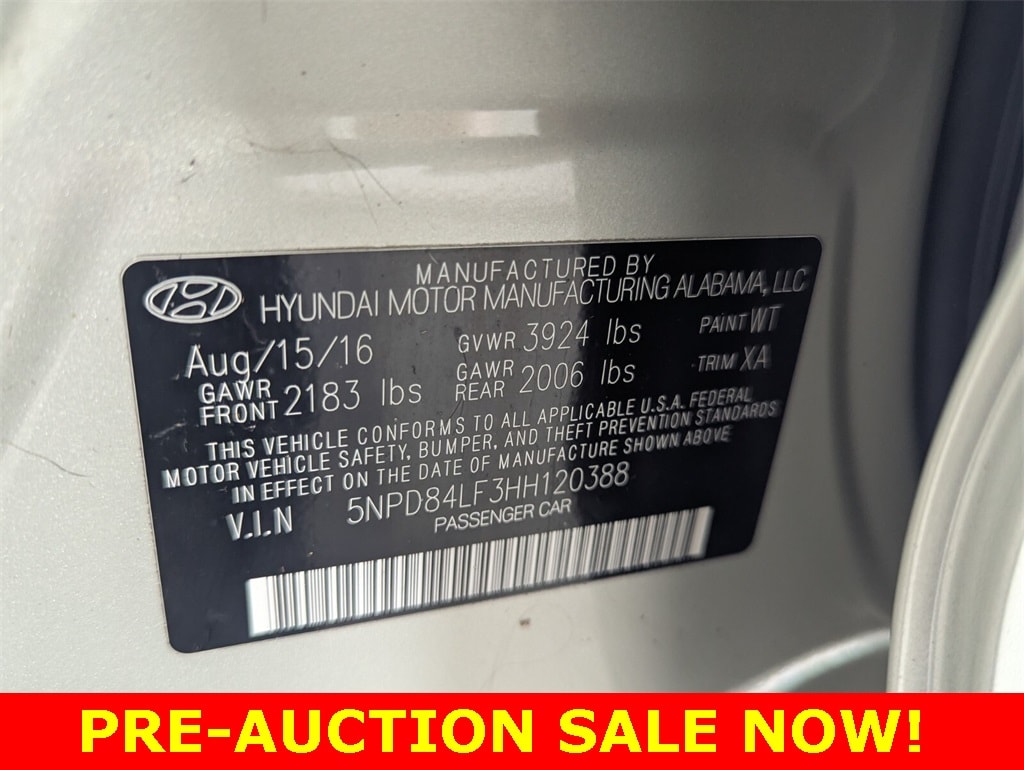 MANUFACTURED BY
HYUNDAI MOTOR MANUFACTURING ALABAMA, LLC
Aug/15/16 GVWR 3924 lbs PAINT WT
GAWR FRONT 2183 lbs GAWR REAR 2006 lbs TRIM XA
THIS VEHICLE CONFORMS TO ALL APPLICABLE U.S.A. FEDERAL
MOTOR VEHICLE SAFETY, BUMPER, AND THEFT PREVENTION STANDARDS
IN EFFECT ON THE DATE OF MANUFACTURE SHOWN ABOVE
V.I.N 5NPD84LF3HH120388
PASSENGER CAR
PRE-AUCTION SALE NOW!